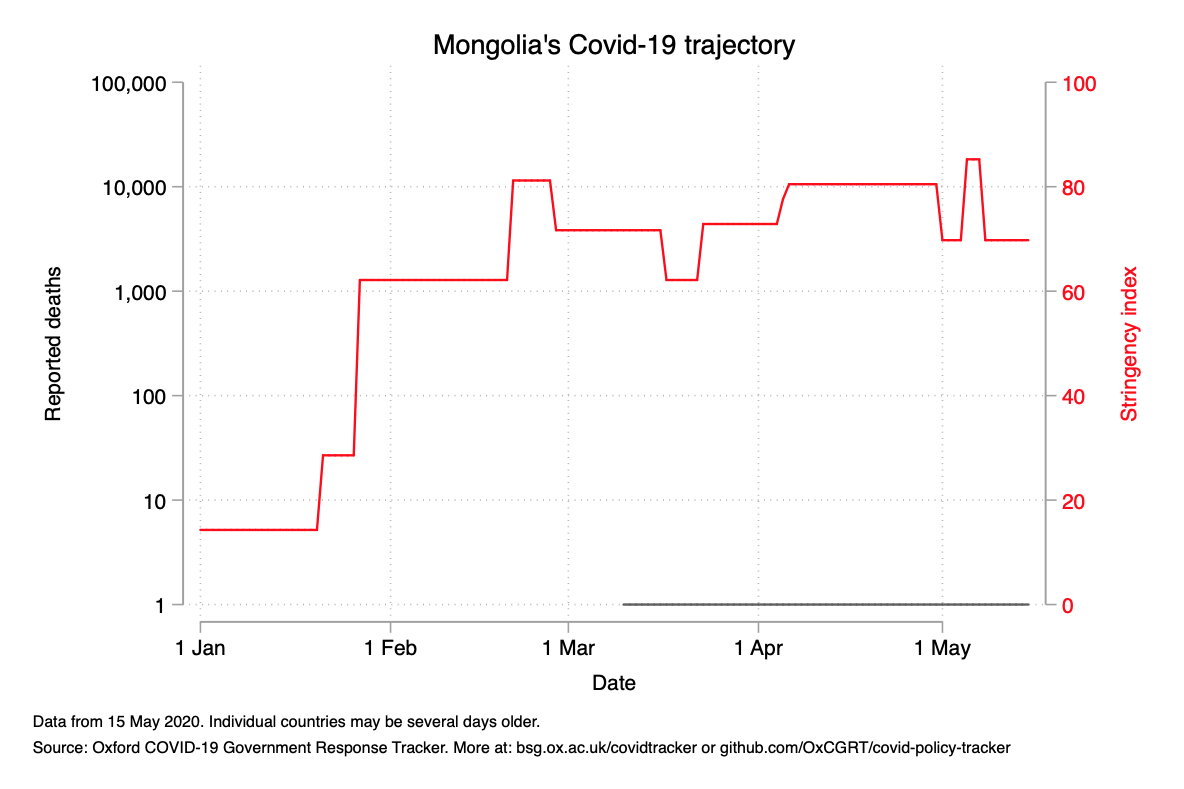 Mongolia's Covid-19 trajectory
100,000
10,000
1,000
100
10
1
Reported deaths
100
80
60
40
20
0
Stringency index
1 Jan
1 Feb
1 Mar
1 Apr
1 May
Date
Data from 15 May 2020. Individual countries may be several days older.
Source: Oxford COVID-19 Government Response Tracker. More at: bsg.ox.ac.uk/covidtracker or github.com/OxCGRT/covid-policy-tracker